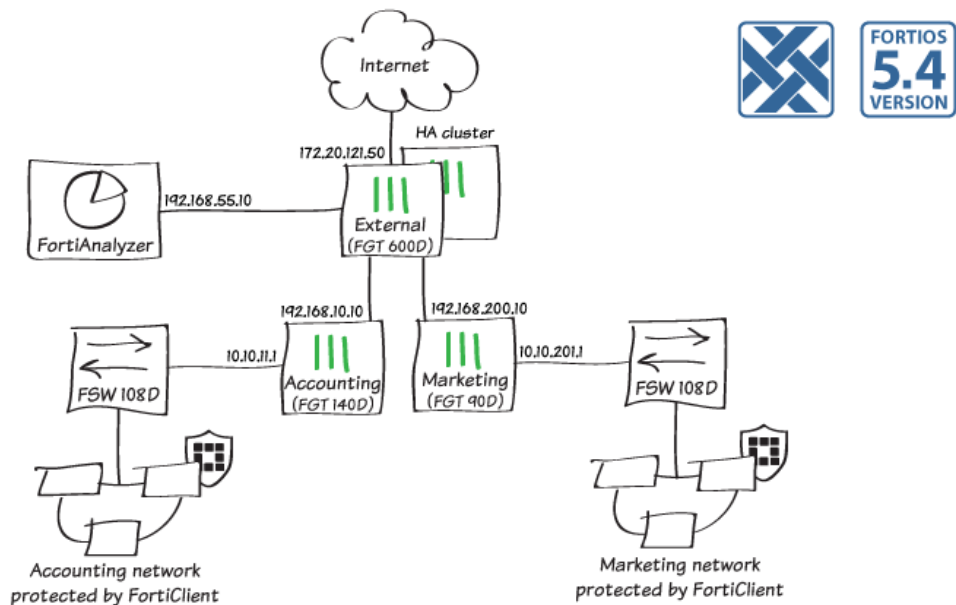 Internet
FORTIOS
5.4
VERSION
HA cluster
172.20.121.50
192.168.55.10
External
(FGT 600D)
FortiAnalyzer
192.168.10.10
192.168.200.10
10.10.11.1
10.10.201.1
FSW 108D
Accounting
(FGT 140D)
Marketing
(FGT 90D)
FSW 108D
Accounting network
protected by FortiClient
Marketing network
protected by FortiClient